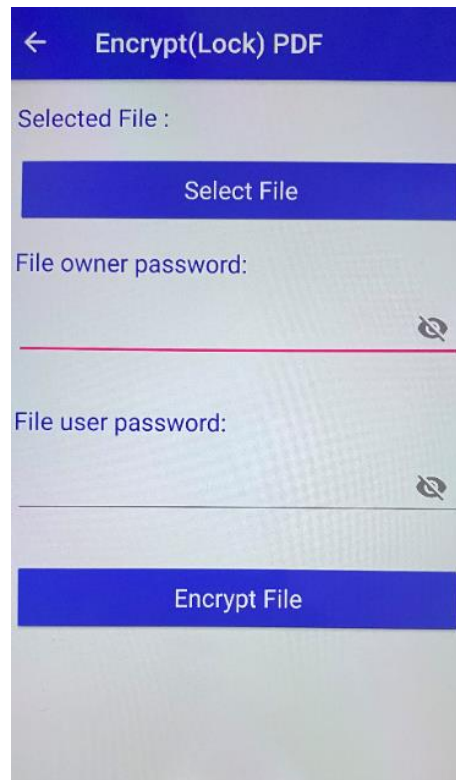 Encrypt(Lock) PDF
Selected File :
Select File
File owner password:
File user password:
Encrypt File